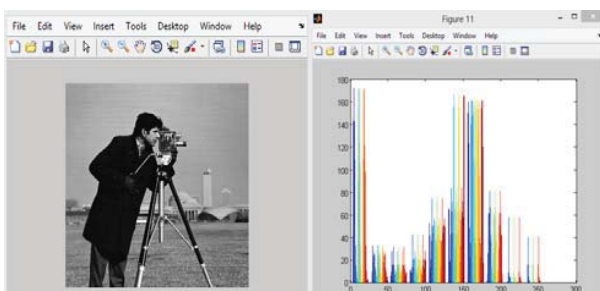 File Edit View Insert Tools Desktop Window Help
Figure 11
File Edit View Insert Tools Desktop Window Help
180
160
140
120
100
80
60
40
20
0
0 50 100 150 200 250 300